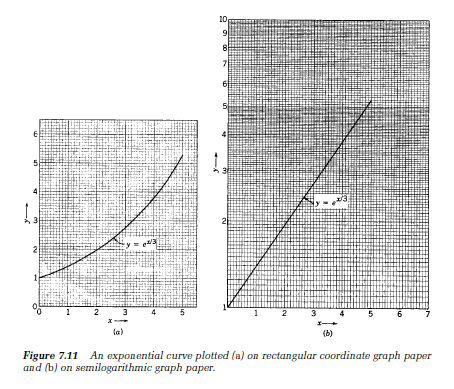 6
5
4
3
2
1
0
y
0 1 2 3 4 5
x
(a)
y = e^x/3
10
9
8
7
6
5
4
3
2
1
y
1 2 3 4 5 6 7
x
(b)
y = e^x/3
Figure 7.11 An exponential curve plotted (a) on rectangular coordinate graph paper
and (b) on semilogarithmic graph paper.